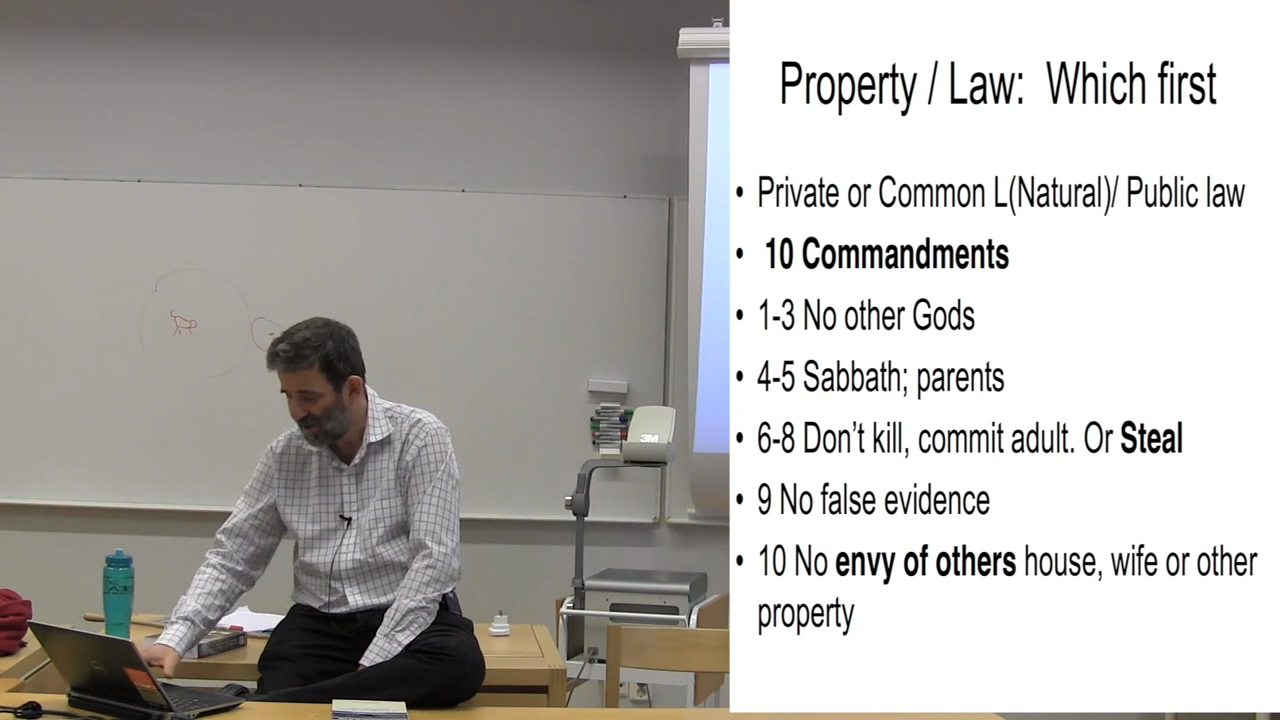 Property / Law:  Which first
• Private or Common L(Natural)/ Public law
• 10 Commandments
• 1-3 No other Gods
• 4-5 Sabbath; parents
• 6-8 Don’t kill, commit adult. Or Steal
• 9 No false evidence
• 10 No envy of others house, wife or other
property
3M